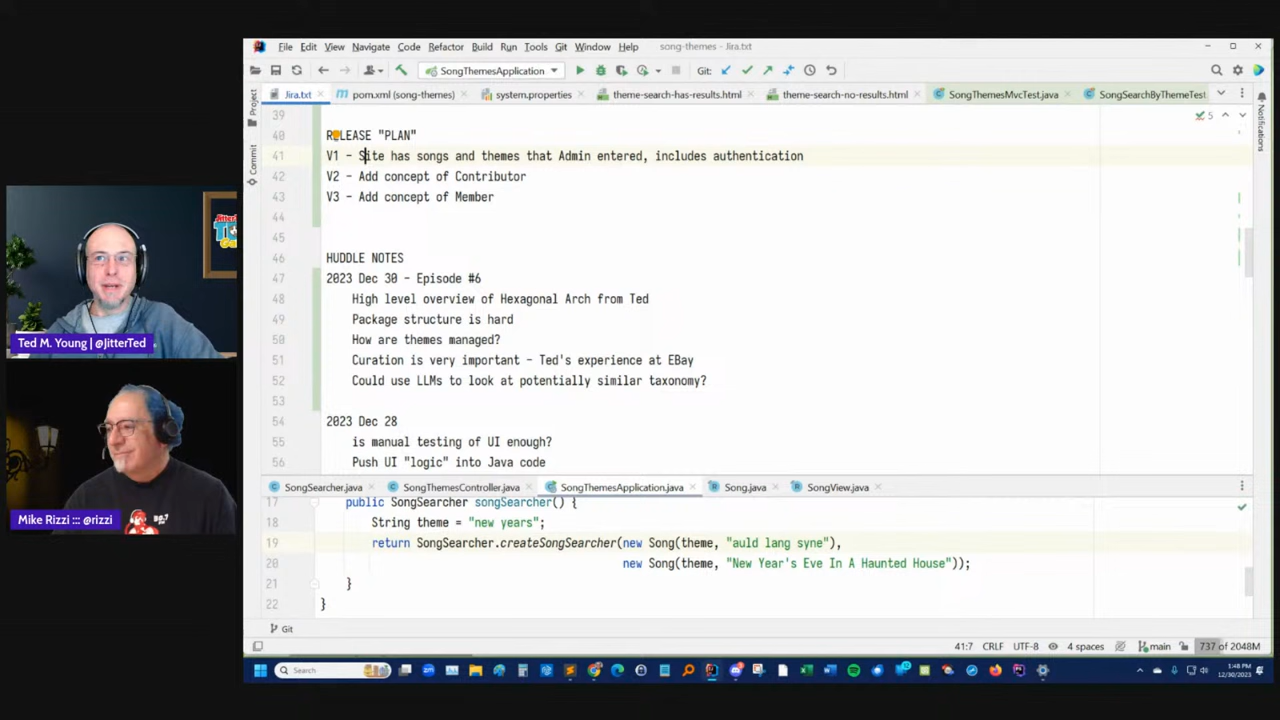 File Edit View Navigate Code Refactor Build Run Tools Git Window Help song-themes - Jira.txt
SongThemesApplication Git:
Jira.txt pom.xml (song-themes) system.properties theme-search-has-results.html theme-search-no-results.html SongThemesMvcTest.java SongSearchByThemeTest
Project
Commit
Notifications
5
39
40 RELEASE "PLAN"
41 V1 - Site has songs and themes that Admin entered, includes authentication
42 V2 - Add concept of Contributor
43 V3 - Add concept of Member
44
45
46 HUDDLE NOTES
47 2023 Dec 30 - Episode #6
48 High level overview of Hexagonal Arch from Ted
49 Package structure is hard
50 How are themes managed?
51 Curation is very important - Ted's experience at EBay
52 Could use LLMs to look at potentially similar taxonomy?
53
54 2023 Dec 28
55 is manual testing of UI enough?
56 Push UI "logic" into Java code
SongSearcher.java SongThemesController.java SongThemesApplication.java Song.java SongView.java
17 public SongSearcher songSearcher() {
18 String theme = "new years";
19 return SongSearcher.createSongSearcher(new Song(theme, "auld lang syne"),
20 new Song(theme, "New Year's Eve In A Haunted House"));
21 }
22 }
Git
41:7 CRLF UTF-8 4 spaces main 737 of 2048M
Search
1:48 PM
12/30/2023
Ted M. Young | @JitterTed
Mike Rizzi ::: @rizzi